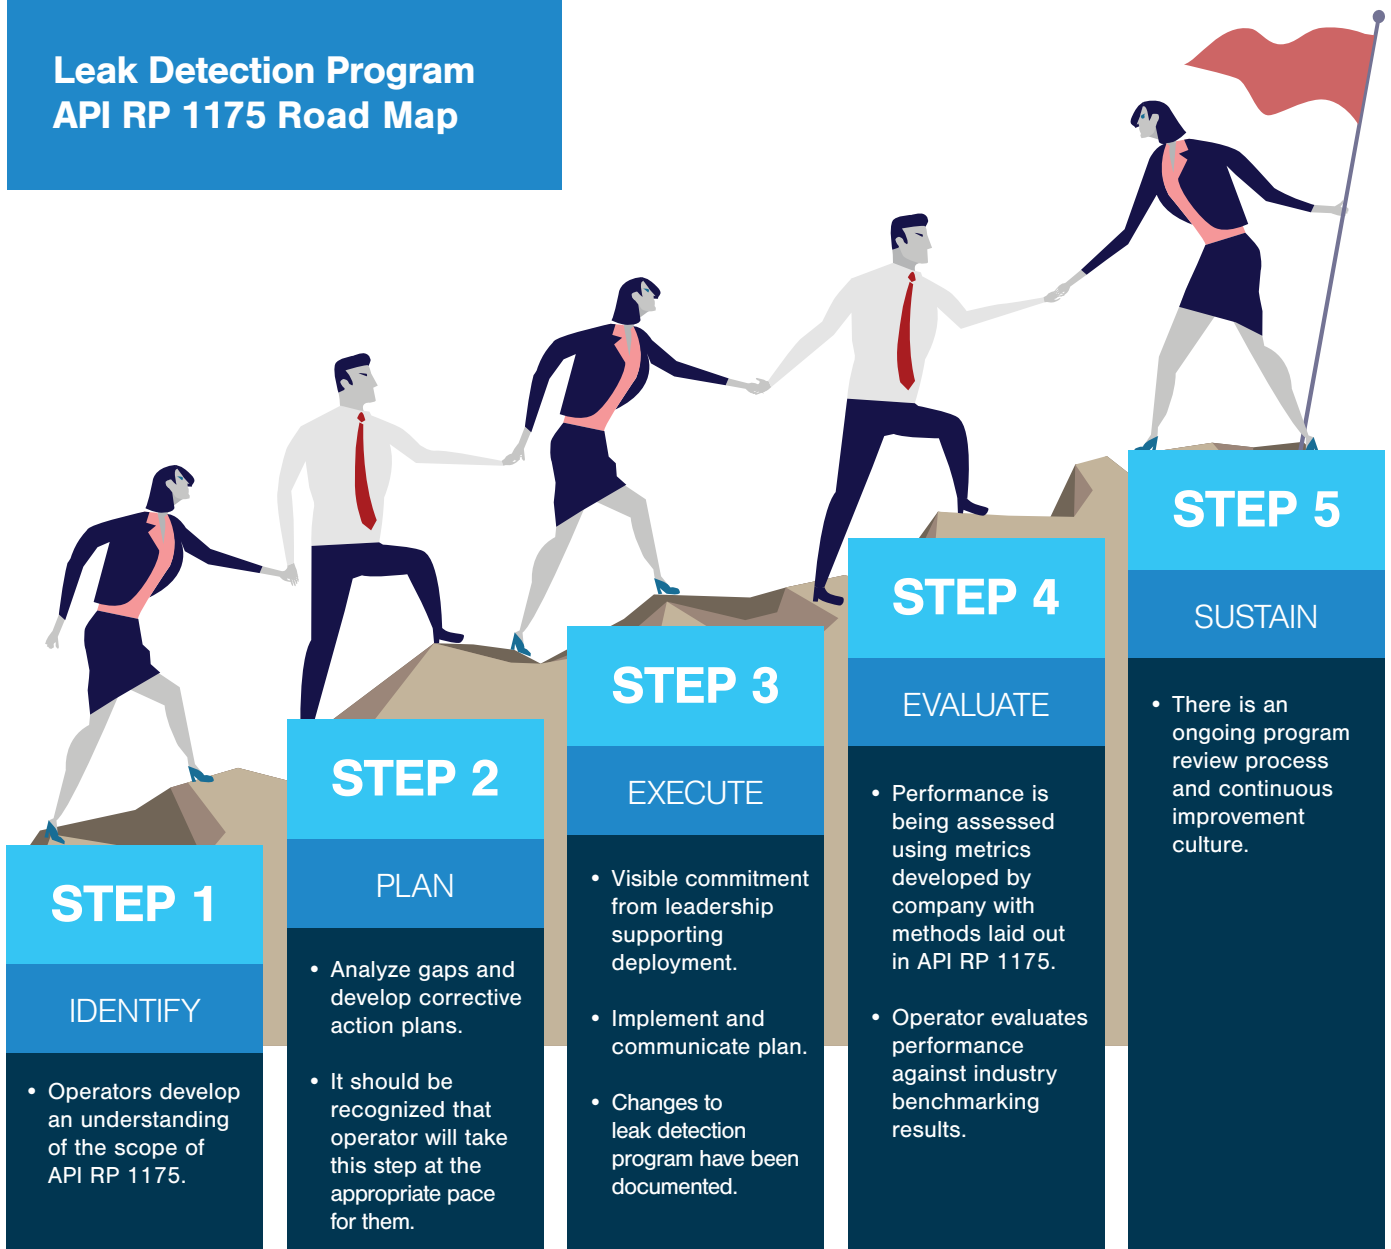 Leak Detection Program
API RP 1175 Road Map
STEP 1
IDENTIFY
• Operators develop
an understanding
of the scope of
API RP 1175.
STEP 2
PLAN
• Analyze gaps and
develop corrective
action plans.
• It should be
recognized that
operator will take
this step at the
appropriate pace
for them.
STEP 3
EXECUTE
• Visible commitment
from leadership
supporting
deployment.
• Implement and
communicate plan.
• Changes to
leak detection
program have been
documented.
STEP 4
EVALUATE
• Performance is
being assessed
using metrics
developed by
company with
methods laid out
in API RP 1175.
• Operator evaluates
performance
against industry
benchmarking
results.
STEP 5
SUSTAIN
• There is an
ongoing program
review process
and continuous
improvement
culture.